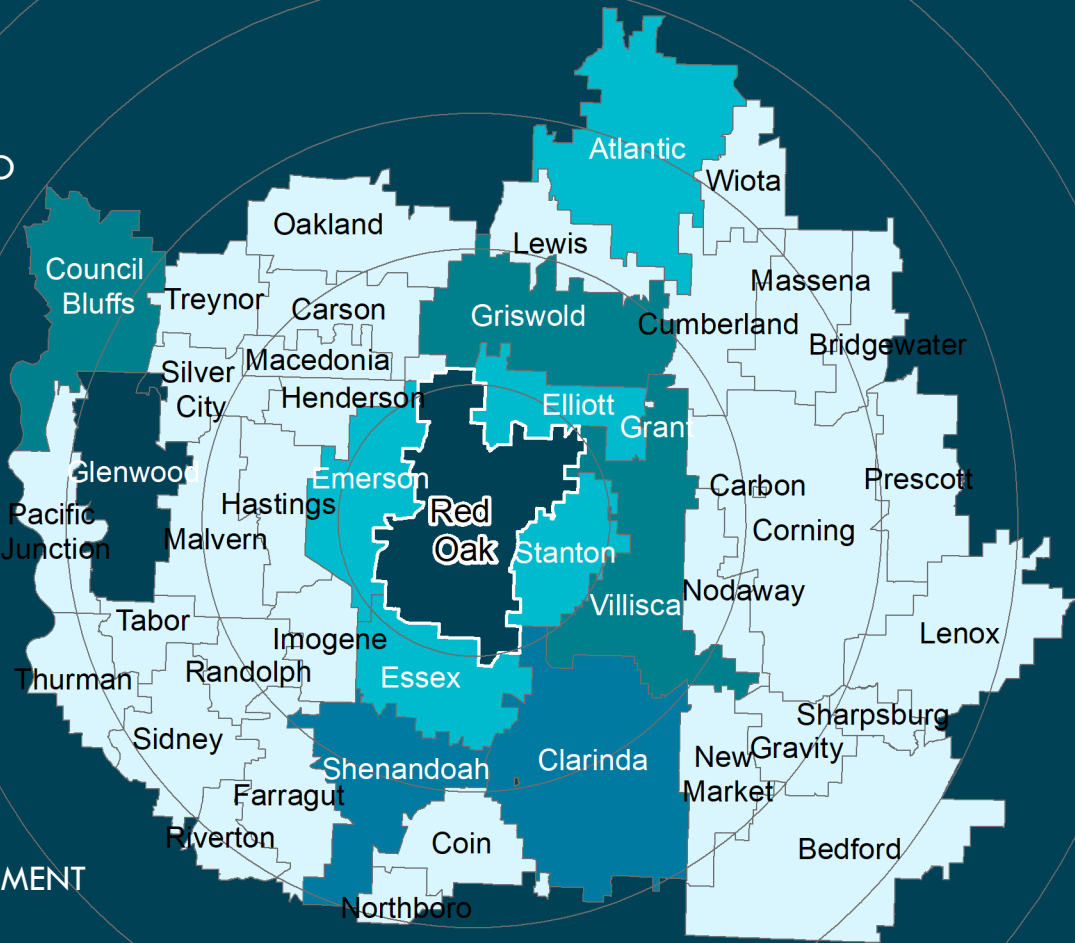 Atlantic
Wiota
Oakland
Lewis
Council
Bluffs
Massena
Treynor
Carson
Griswold
Cumberland
Bridgewater
Macedonia
Silver
City
Henderson
Elliott
Grant
Glenwood
Emerson
Prescott
Carbon
Hastings
Red
Oak
Pacific
Junction
Malvern
Corning
Stanton
Nodaway
Villisca
Tabor
Imogene
Lenox
Thurman
Randolph
Essex
Sharpsburg
Sidney
Gravity
Shenandoah
Clarinda
New
Market
Farragut
Riverton
Coin
Bedford
MENT
Northboro